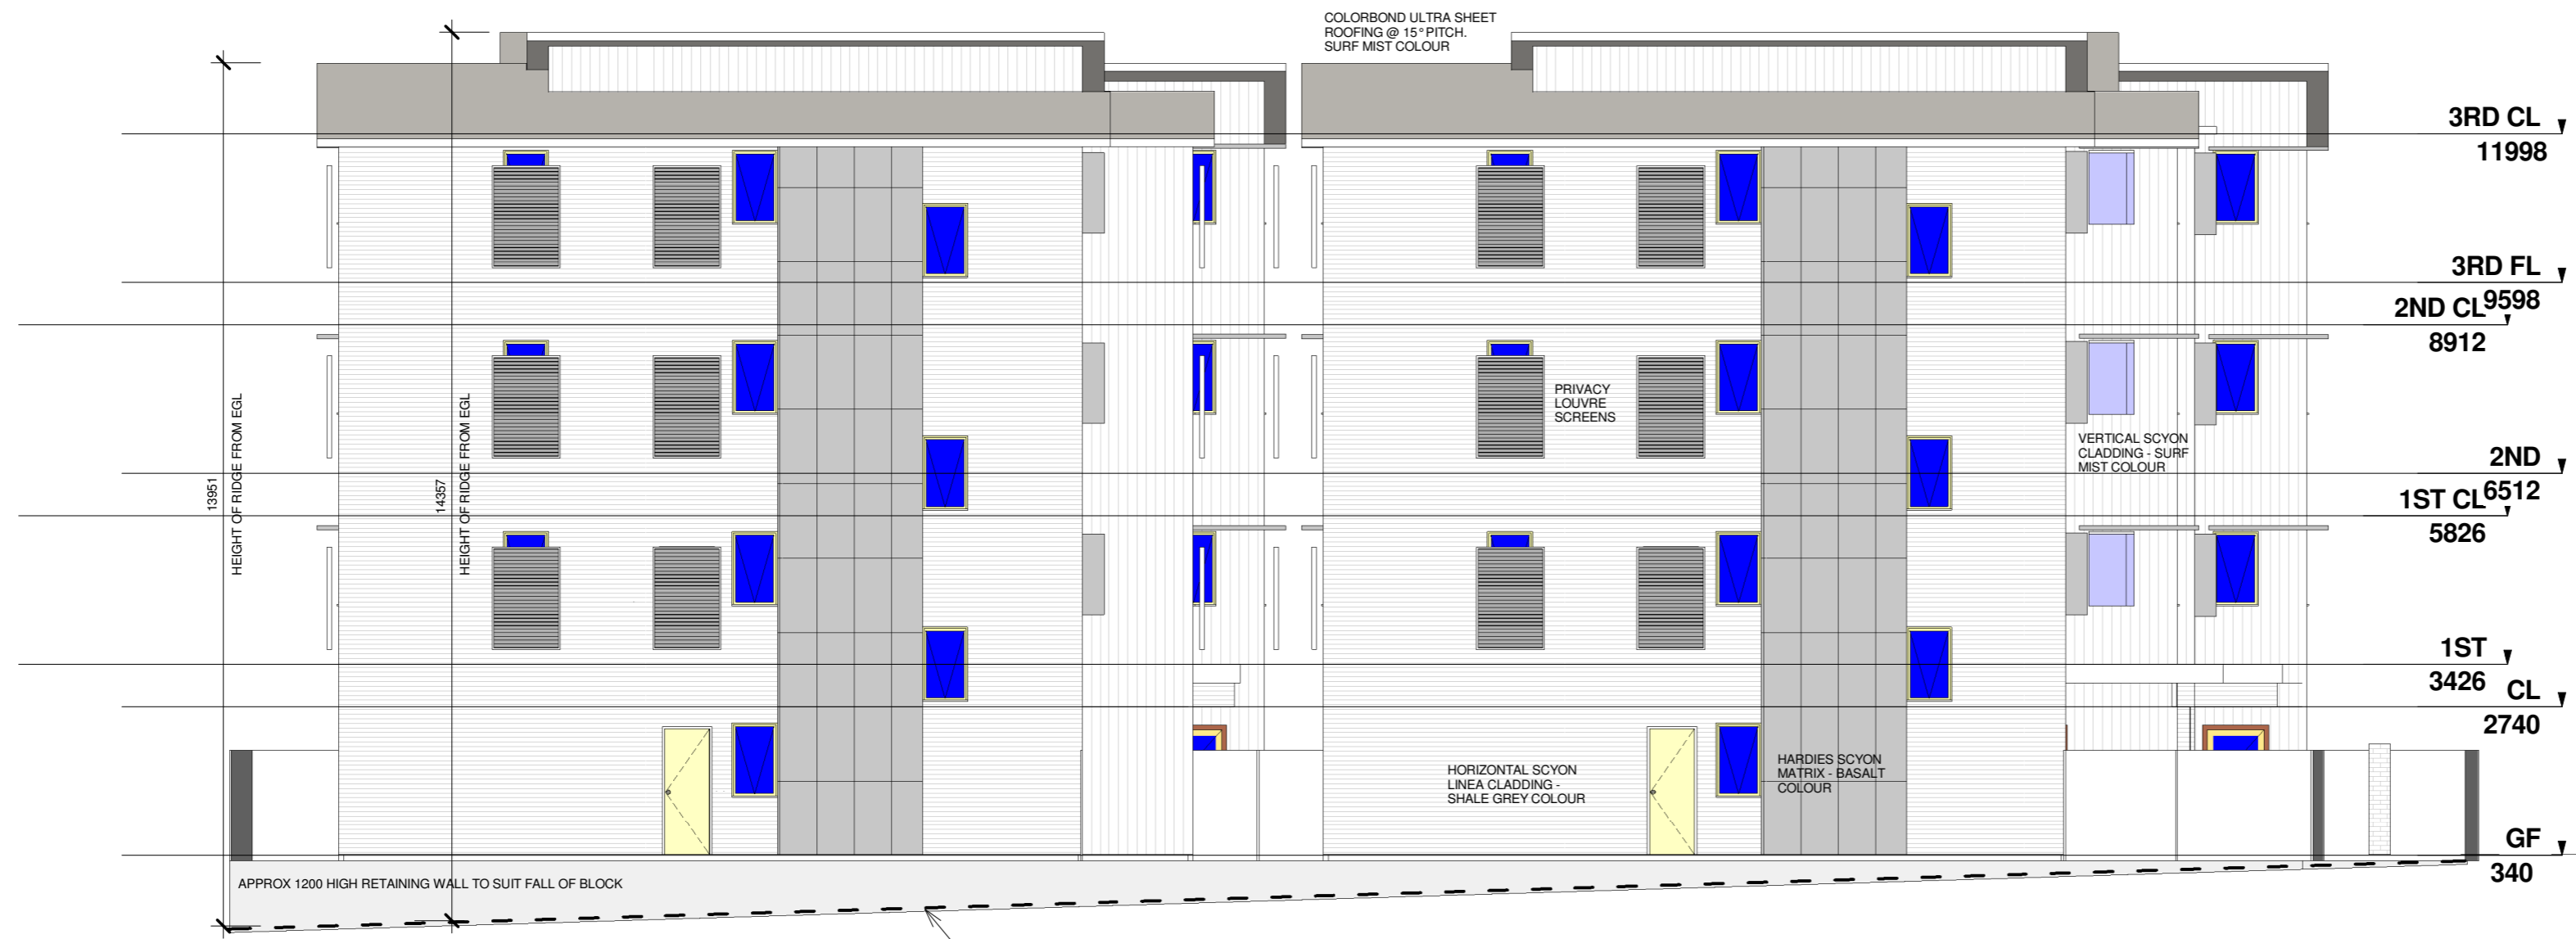 COLORBOND ULTRA SHEET
ROOFING @ 15° PITCH.
SURF MIST COLOUR
3RD CL
11998
3RD FL
9598
2ND CL
8912
PRIVACY
LOUVRE
SCREENS
VERTICAL SCYON
CLADDING - SURF
MIST COLOUR
2ND
6512
1ST CL
5826
13951
HEIGHT OF RIDGE FROM EGL
14357
HEIGHT OF RIDGE FROM EGL
1ST
3426
CL
2740
HORIZONTAL SCYON
LINEA CLADDING -
SHALE GREY COLOUR
HARDIES SCYON
MATRIX - BASALT
COLOUR
GF
340
APPROX 1200 HIGH RETAINING WALL TO SUIT FALL OF BLOCK